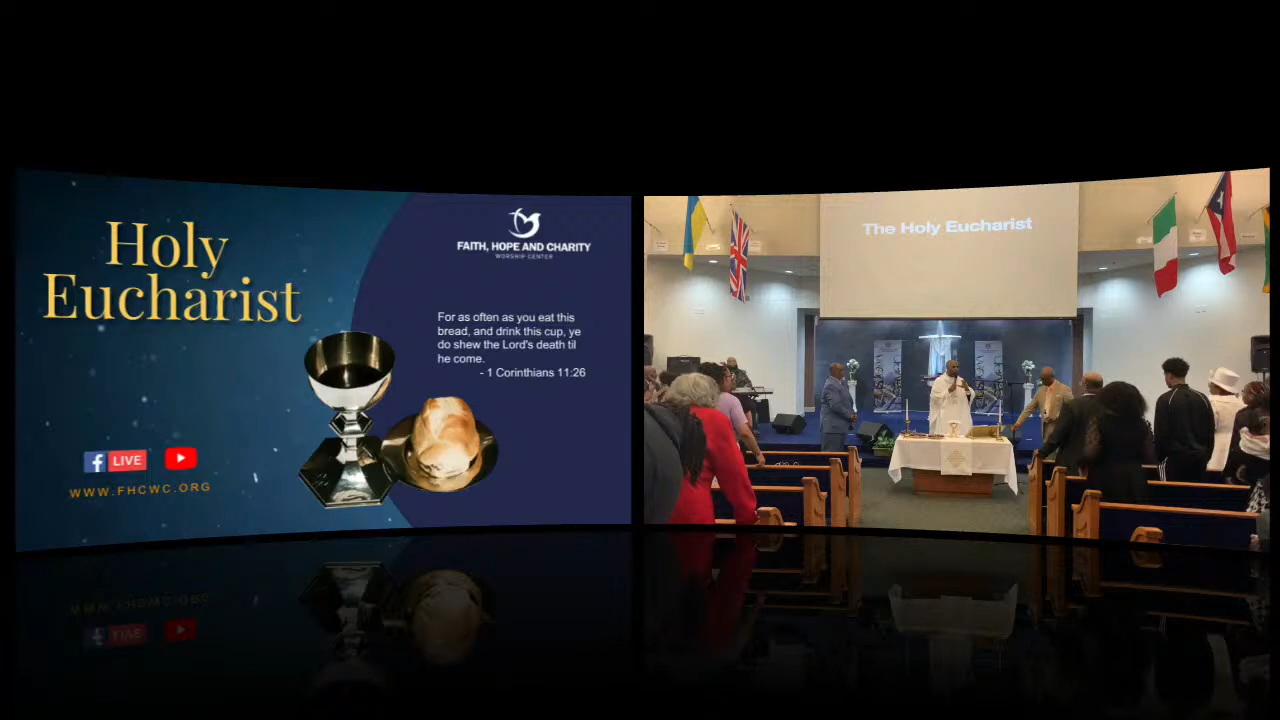 Holy
Eucharist
FAITH, HOPE AND CHARITY
WORSHIP CENTER
For as often as you eat this
bread, and drink this cup, ye
do shew the Lord's death til
he come.
- 1 Corinthians 11:26
f LIVE
WWW.FHCWC.ORG
The Holy Eucharist